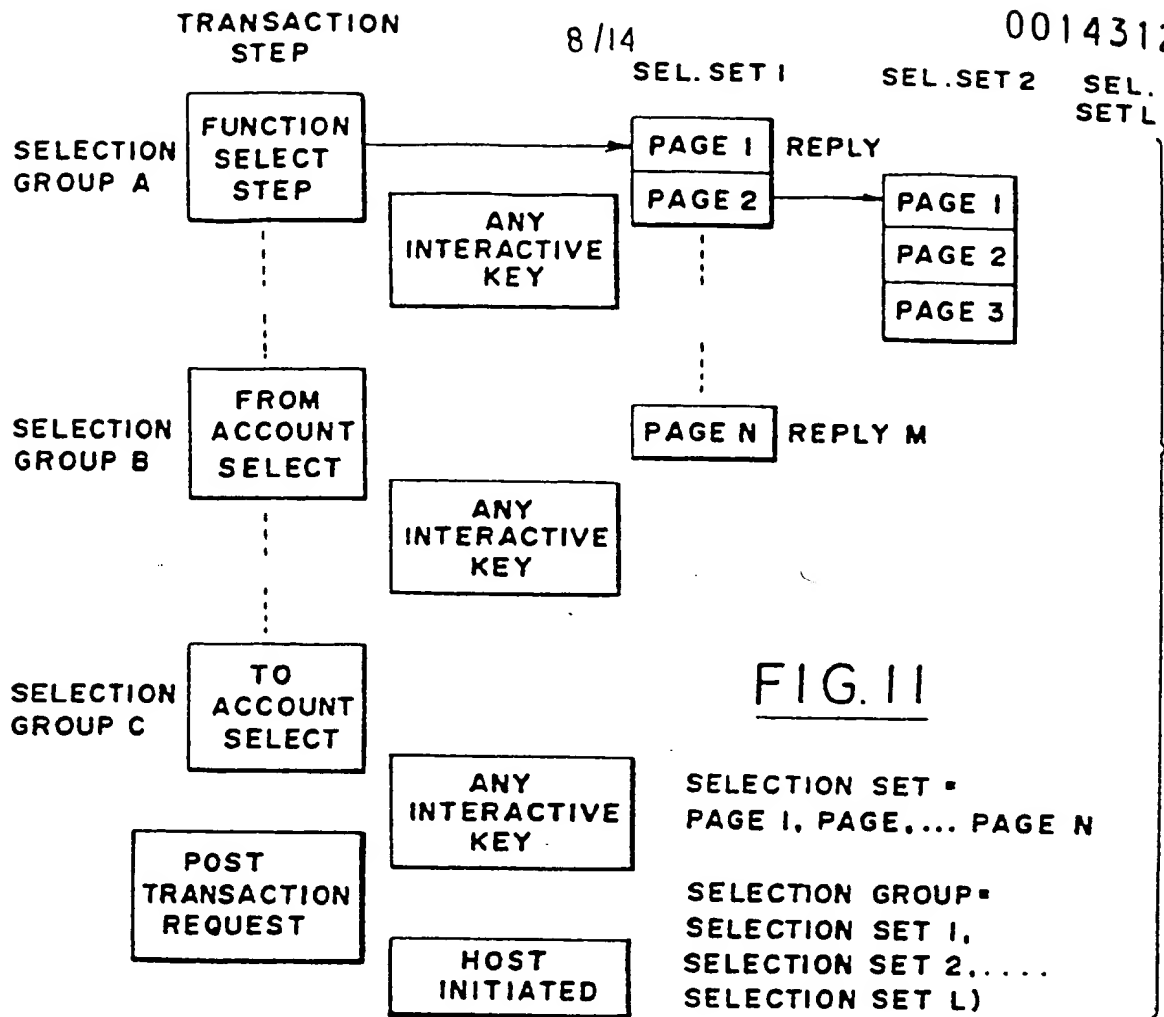 TRANSACTION
STEP
8/14
0014312
SEL. SET 1
SEL. SET 2
SEL.
SET L
SELECTION
GROUP A
FUNCTION
SELECT
STEP
PAGE 1
REPLY
PAGE 2
ANY
INTERACTIVE
KEY
PAGE 1
PAGE 2
PAGE 3
SELECTION
GROUP B
FROM
ACCOUNT
SELECT
PAGE N
REPLY M
ANY
INTERACTIVE
KEY
SELECTION
GROUP C
TO
ACCOUNT
SELECT
FIG. 11
ANY
INTERACTIVE
KEY
SELECTION SET =
PAGE 1, PAGE, ... PAGE N
POST
TRANSACTION
REQUEST
SELECTION GROUP=
SELECTION SET 1,
SELECTION SET 2,....
SELECTION SET L)
HOST
INITIATED